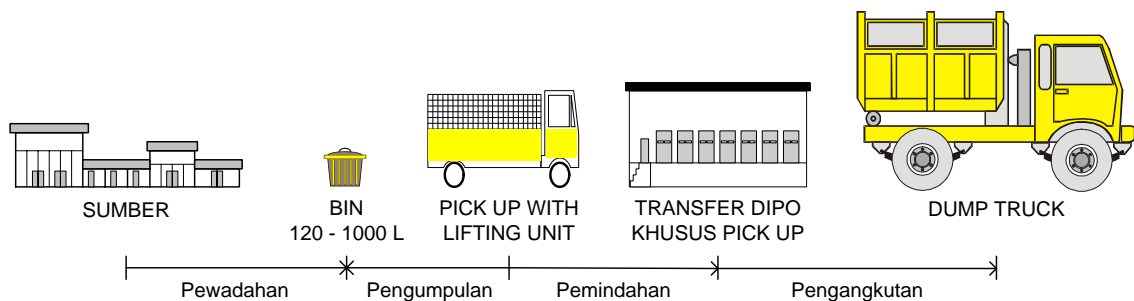 SUMBER
BIN
120 - 1000 L
PICK UP WITH
LIFTING UNIT
TRANSFER DIPO
KHUSUS PICK UP
DUMP TRUCK
Pewadahan
Pengumpulan
Pemindahan
Pengangkutan